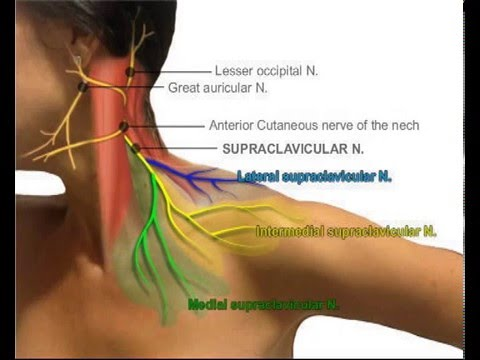 Lesser occipital N.
Great auricular N.
Anterior Cutaneous nerve of the nech
SUPRACLAVICULAR N.
Lateral supraclavicular N.
Intermedial supraclavicular N.
Medial supraclavicular N.